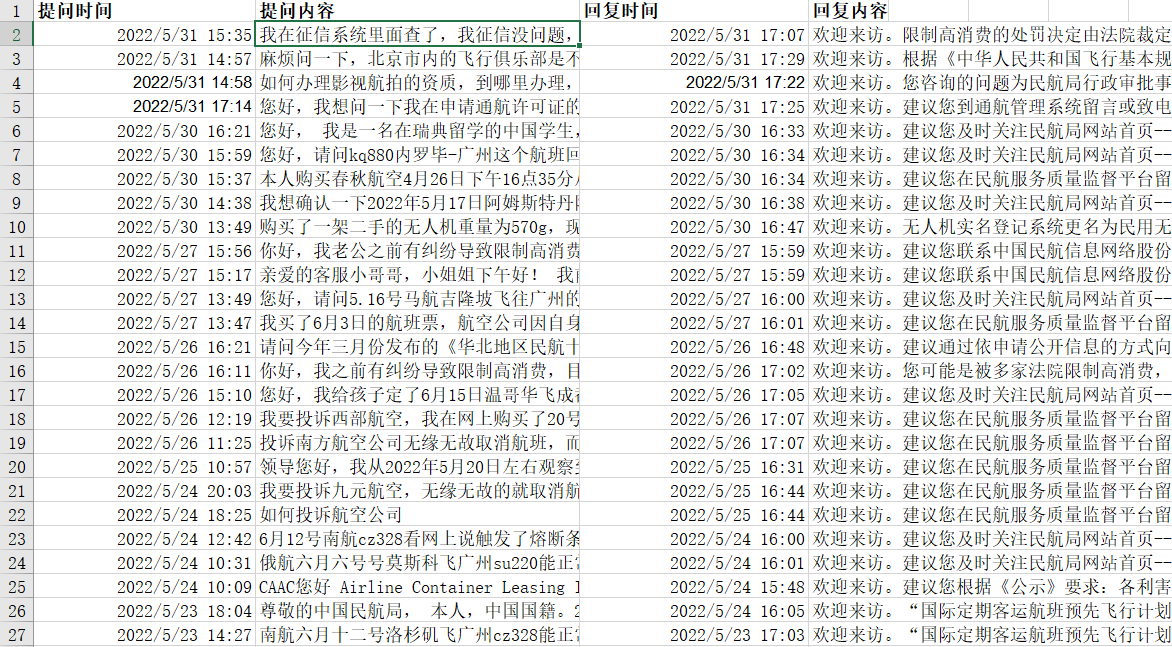 1 提问时间 提问内容 回复时间 回复内容
2 2022/5/31 15:35 我在征信系统里面查了，我征信没问题， 2022/5/31 17:07 欢迎来访。限制高消费的处罚决定由法院裁定
3 2022/5/31 14:57 麻烦问一下，北京市内的飞行俱乐部是不 2022/5/31 17:29 欢迎来访。根据《中华人民共和国飞行基本规
4 2022/5/31 14:58 如何办理影视航拍的资质，到哪里办理， 2022/5/31 17:22 欢迎来访。您咨询的问题为民航局行政审批事
5 2022/5/31 17:14 您好，我想问一下我在申请通航许可证的 2022/5/31 17:25 欢迎来访。建议您到通航管理系统留言或致电
6 2022/5/30 16:21 您好， 我是一名在瑞典留学的中国学生， 2022/5/30 16:33 欢迎来访。建议您及时关注民航局网站首页--
7 2022/5/30 15:59 您好，请问kq880内罗毕-广州这个航班回 2022/5/30 16:34 欢迎来访。建议您及时关注民航局网站首页--
8 2022/5/30 15:37 本人购买春秋航空4月26日下午16点35分从 2022/5/30 16:34 欢迎来访。建议您在民航服务质量监督平台留
9 2022/5/30 14:38 我想确认一下2022年5月17日阿姆斯特丹 2022/5/30 16:38 欢迎来访。建议您及时关注民航局网站首页--
10 2022/5/30 13:49 购买了一架二手的无人机重量为570g，现 2022/5/30 16:47 欢迎来访。无人机实名登记系统更名为民用无
11 2022/5/27 15:56 你好，我老公之前有纠纷导致限制高消费 2022/5/27 15:59 欢迎来访。建议您联系中国民航信息网络股份
12 2022/5/27 15:17 亲爱的客服小哥哥，小姐姐下午好！ 我 2022/5/27 15:59 欢迎来访。建议您联系中国民航信息网络股份
13 2022/5/27 13:49 您好，请问5.16号马航吉隆坡飞往广州的 2022/5/27 16:00 欢迎来访。建议您及时关注民航局网站首页--
14 2022/5/27 13:47 我买了6月3日的航班票，航空公司因自身 2022/5/27 16:01 欢迎来访。建议您在民航服务质量监督平台留
15 2022/5/26 16:21 请问今年三月份发布的《华北地区民航十 2022/5/26 16:48 欢迎来访。建议通过依申请公开信息的方式向
16 2022/5/26 16:11 你好，我之前有纠纷导致限制高消费，目 2022/5/26 17:02 欢迎来访。您可能是被多家法院限制高消费，
17 2022/5/26 15:10 您好，我给孩子定了6月15日温哥华飞成都 2022/5/26 17:05 欢迎来访。建议您及时关注民航局网站首页--
18 2022/5/26 12:19 我要投诉西部航空，我在网上购买了20号 2022/5/26 17:07 欢迎来访。建议您在民航服务质量监督平台留
19 2022/5/26 11:25 投诉南方航空公司无缘无故取消航班，而 2022/5/26 17:07 欢迎来访。建议您在民航服务质量监督平台留
20 2022/5/25 10:57 领导您好，我从2022年5月20日左右观察到 2022/5/25 16:31 欢迎来访。建议您在民航服务质量监督平台留
21 2022/5/24 20:03 我要投诉九元航空，无缘无故的就取消航 2022/5/25 16:44 欢迎来访。建议您在民航服务质量监督平台留
22 2022/5/24 18:25 如何投诉航空公司 2022/5/25 16:44 欢迎来访。建议您在民航服务质量监督平台留
23 2022/5/24 12:42 6月12号南航cz328看网上说触发了熔断条 2022/5/24 16:00 欢迎来访。建议您及时关注民航局网站首页--
24 2022/5/24 10:31 俄航六月六号号莫斯科飞广州su220能正常 2022/5/24 16:01 欢迎来访。建议您及时关注民航局网站首页--
25 2022/5/24 10:09 CAAC您好 Airline Container Leasing 2022/5/24 15:48 欢迎来访。建议您根据《公示》要求：各利害
26 2022/5/23 18:04 尊敬的中国民航局， 本人，中国国籍。2 2022/5/24 16:05 欢迎来访。“国际定期客运航班预先飞行计划
27 2022/5/23 14:27 南航六月十二号洛杉矶飞广州cz328能正常 2022/5/23 17:03 欢迎来访。“国际定期客运航班预先飞行计划